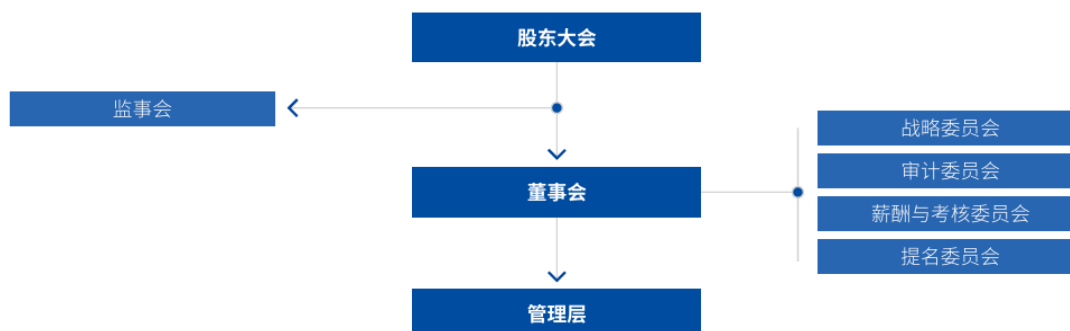 股东大会
监事会
战略委员会
审计委员会
董事会
薪酬与考核委员会
提名委员会
管理层